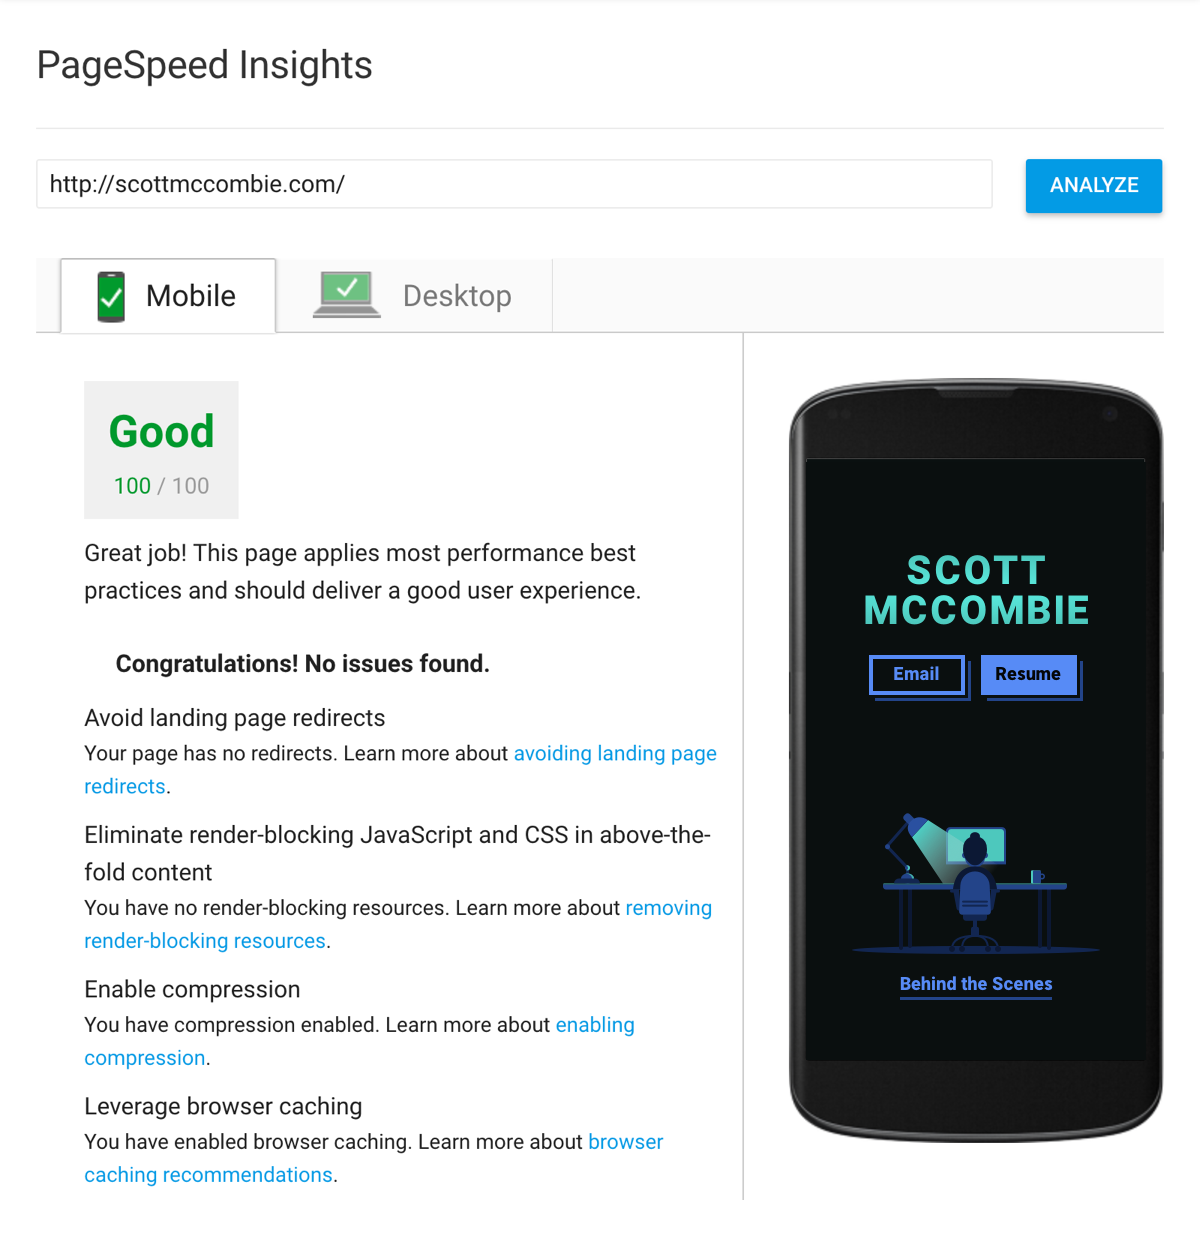 PageSpeed Insights
http://scottmccombie.com/
ANALYZE
Mobile
Desktop
Good
100 / 100
Great job! This page applies most performance best
practices and should deliver a good user experience.
Congratulations! No issues found.
Avoid landing page redirects
Your page has no redirects. Learn more about avoiding landing page
redirects.
Eliminate render-blocking JavaScript and CSS in above-the-
fold content
You have no render-blocking resources. Learn more about removing
render-blocking resources.
Enable compression
You have compression enabled. Learn more about enabling
compression.
Leverage browser caching
You have enabled browser caching. Learn more about browser
caching recommendations.
SCOTT
MCCOMBIE
Email
Resume
Behind the Scenes